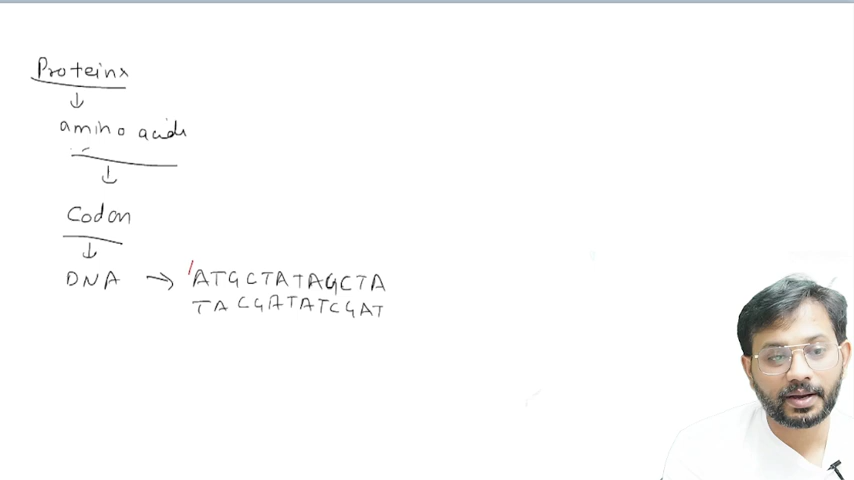 Proteins
amino acids
Codon
DNA → ATGCTATAGCTA
TACGATATCGAT